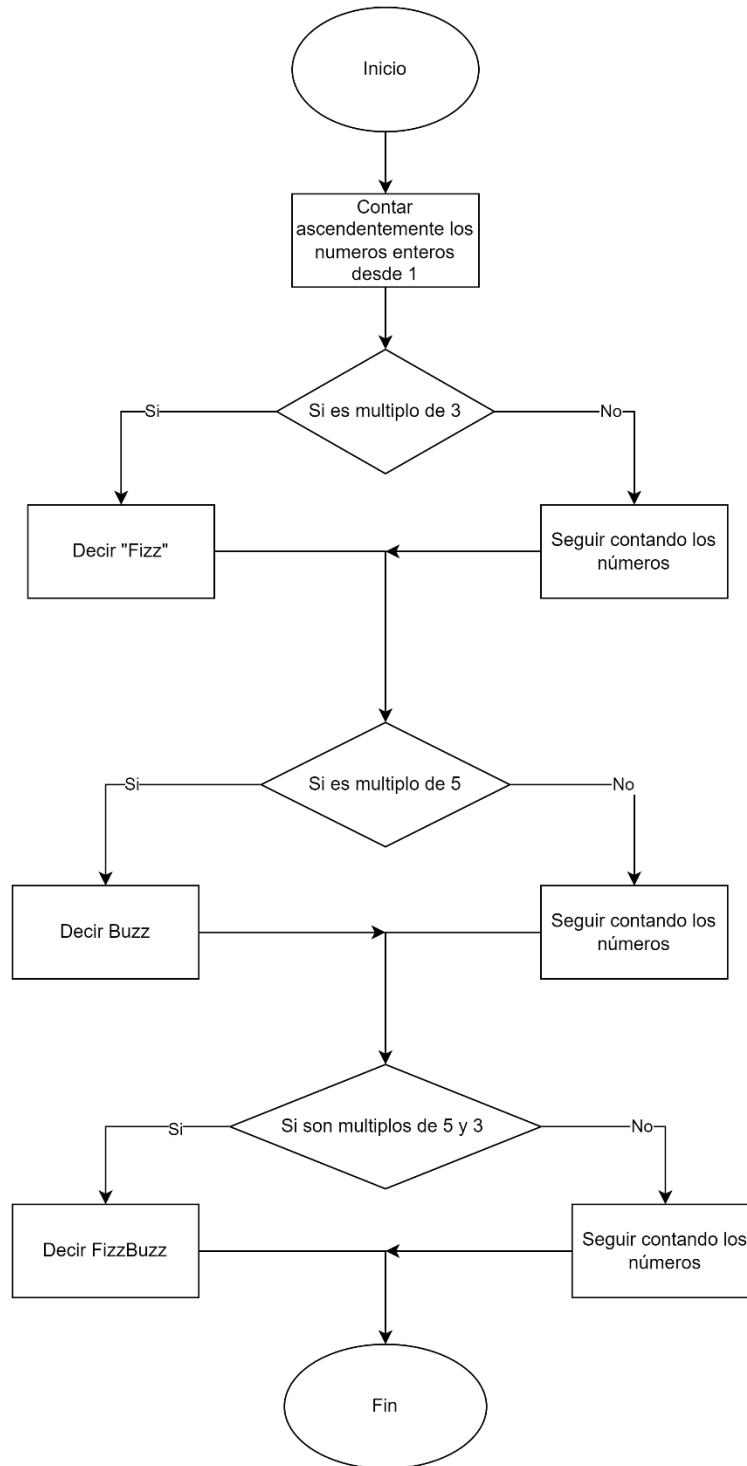 Inicio
Contar
ascendentemente los
numeros enteros
desde 1
Si es multiplo de 3
Si
No
Decir "Fizz"
Seguir contando los
números
Si es multiplo de 5
Si
No
Decir Buzz
Seguir contando los
números
Si son multiplos de 5 y 3
Si
No
Decir FizzBuzz
Seguir contando los
números
Fin